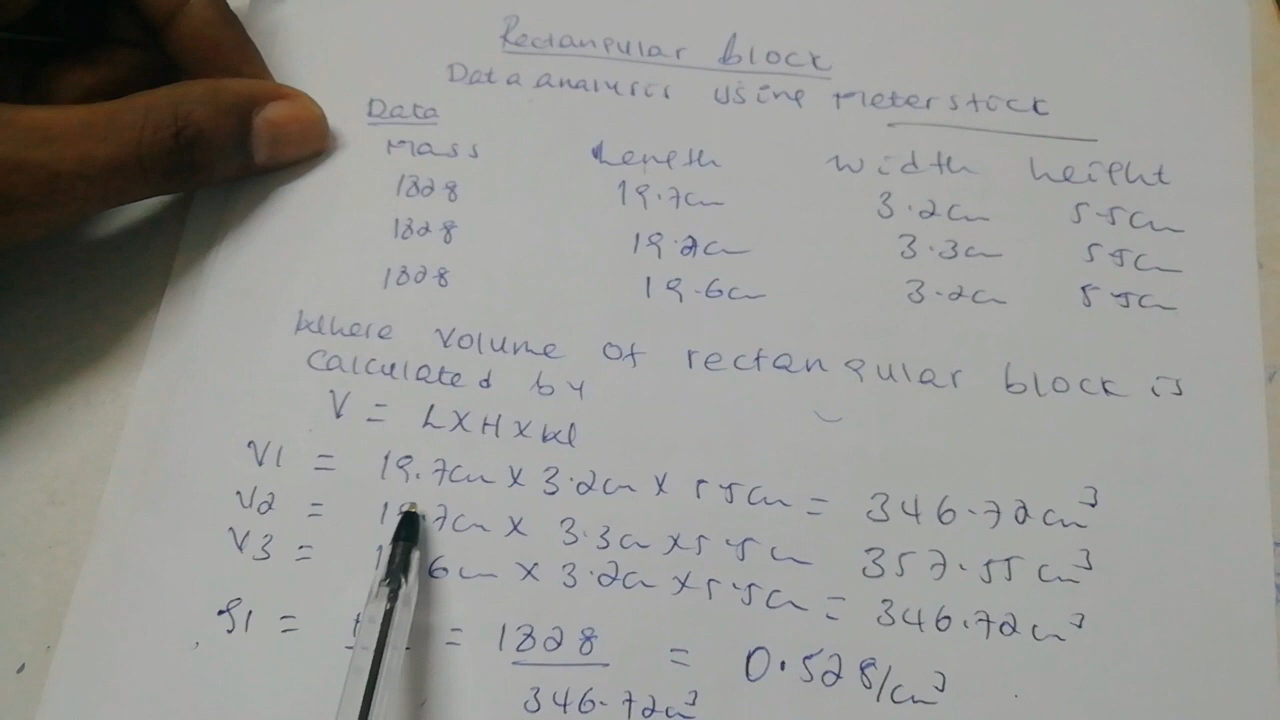 Rectangular block
Data analysis using Meter stick
Data
Mass Length width height
182g 19.7cm 3.2cm 5.5cm
182g 19.7cm 3.3cm 5.5cm
182g 19.6cm 3.2cm 5.5cm
Where volume of rectangular block is
calculated by
V = L X H X W
V1 = 19.7cm X 3.2cm X 5.5cm = 346.72cm³
V2 = 7cm X 3.3cm X 5.5cm 357.55cm³
V3 = 6cm X 3.2cm X 5.5cm = 346.72cm³
ρ1 = = 182g = 0.52g/cm³
346.72cm³